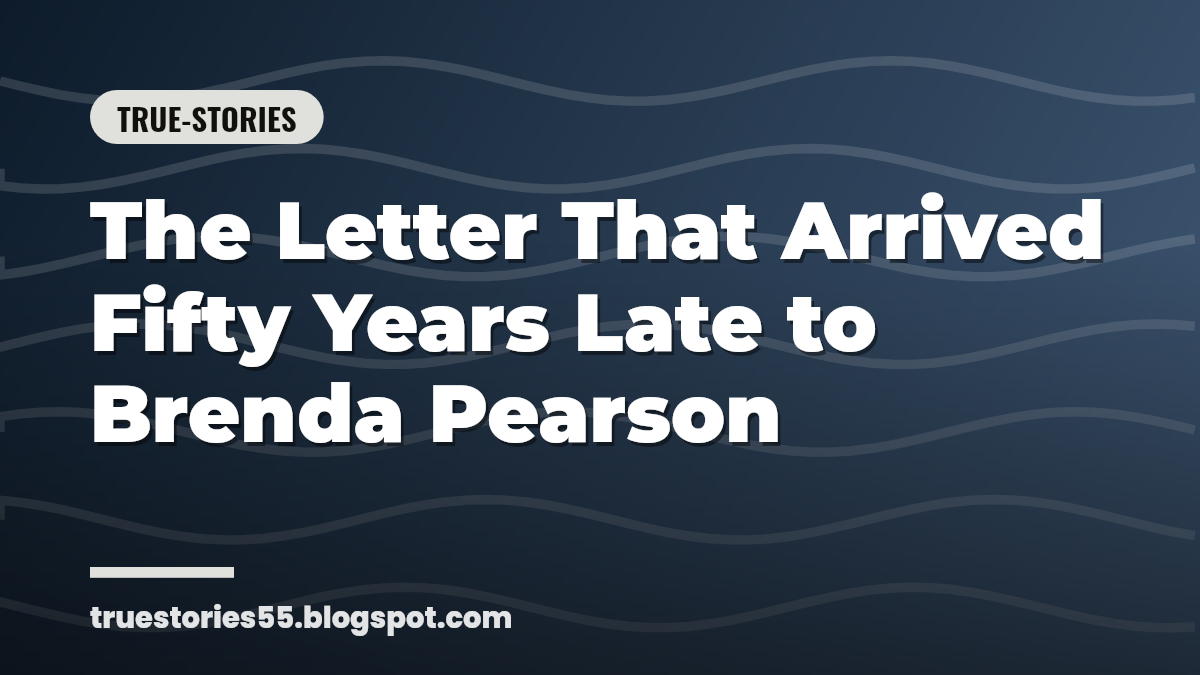 TRUE-STORIES
The Letter That Arrived
Fifty Years Late to
Brenda Pearson
truestories55.blogspot.com